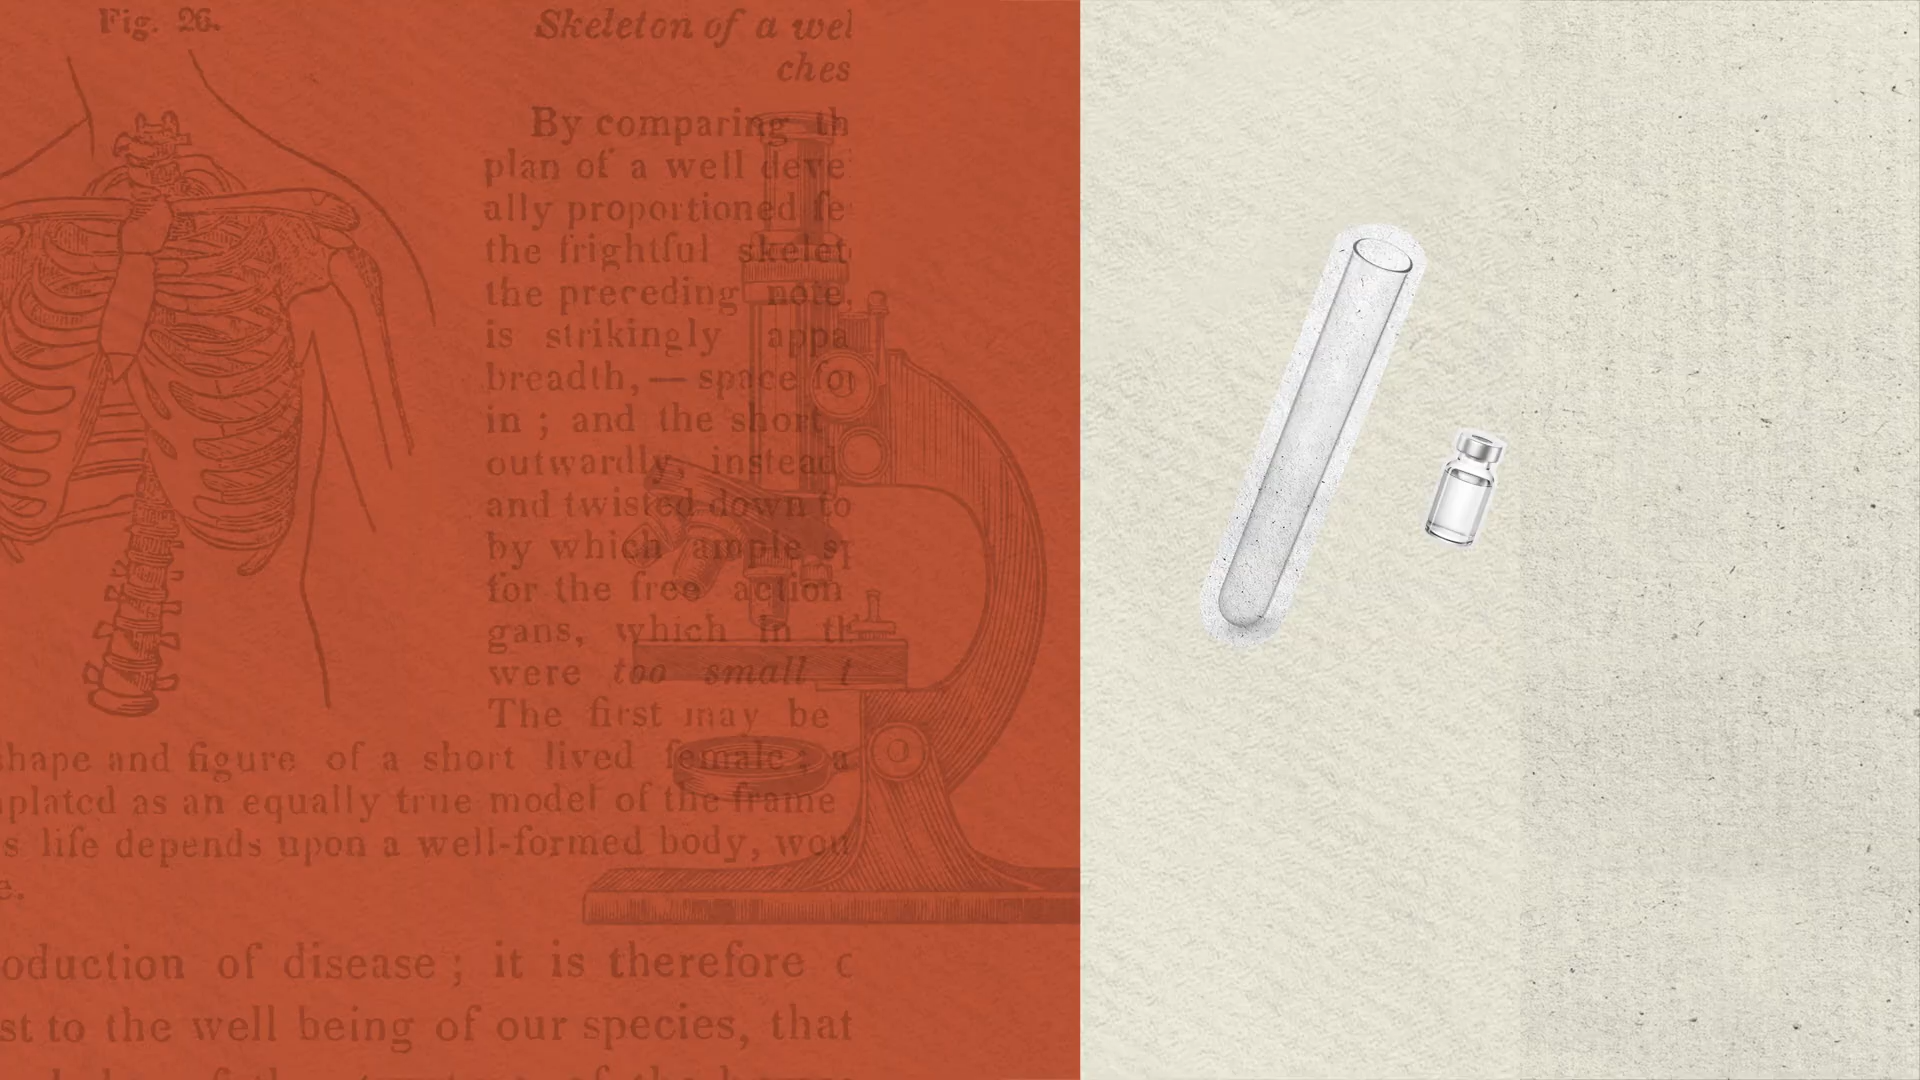 Fig. 26.
Skeleton of a wel
ches
By comparing th
plan of a well deve
ally proportioned fe
the frightful skelet
the preceding note,
is strikingly appa
breadth, — space for
in ; and the short
outwardly, instead
and twisted down to
by which ample sp
for the free action
gans, which in th
were too small t
The first may be
shape and figure of a short lived female ; a
plated as an equally true model of the frame
s life depends upon a well-formed body, wou
e.
oduction of disease ; it is therefore c
st to the well being of our species, that